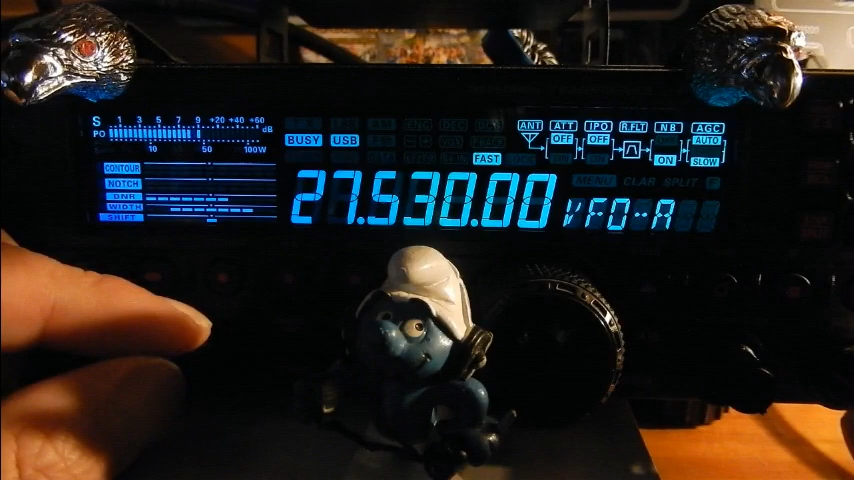 S 1 3 5 7 9 +20 +40 +60 dB
PO 10 50 100W
BUSY USB FAST
ANT ATT IPO R.FLT NB AGC
OFF OFF AUTO
ON SLOW
CONTOUR
NOTCH
DNR
WIDTH
SHIFT
MENU CLAR SPLIT
27.530.00 VFO-A